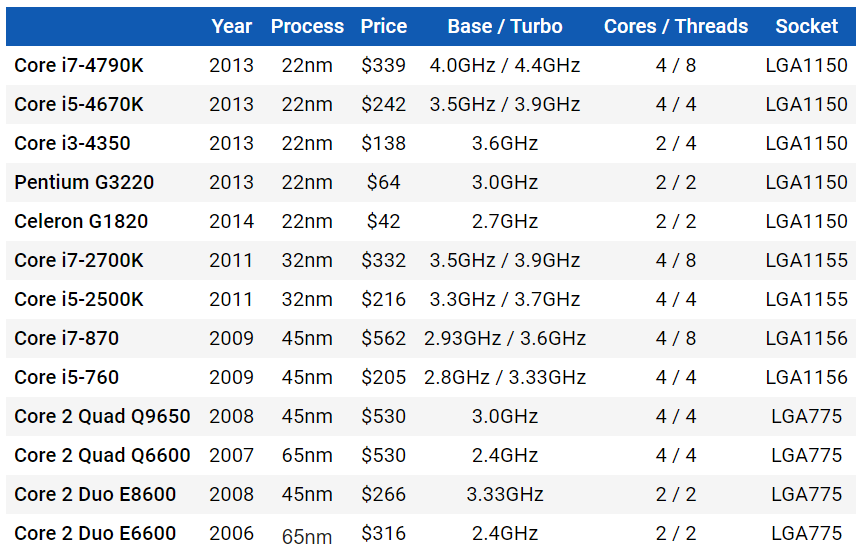 Year Process Price Base / Turbo Cores / Threads Socket
Core i7-4790K 2013 22nm $339 4.0GHz / 4.4GHz 4 / 8 LGA1150
Core i5-4670K 2013 22nm $242 3.5GHz / 3.9GHz 4 / 4 LGA1150
Core i3-4350 2013 22nm $138 3.6GHz 2 / 4 LGA1150
Pentium G3220 2013 22nm $64 3.0GHz 2 / 2 LGA1150
Celeron G1820 2014 22nm $42 2.7GHz 2 / 2 LGA1150
Core i7-2700K 2011 32nm $332 3.5GHz / 3.9GHz 4 / 8 LGA1155
Core i5-2500K 2011 32nm $216 3.3GHz / 3.7GHz 4 / 4 LGA1155
Core i7-870 2009 45nm $562 2.93GHz / 3.6GHz 4 / 8 LGA1156
Core i5-760 2009 45nm $205 2.8GHz / 3.33GHz 4 / 4 LGA1156
Core 2 Quad Q9650 2008 45nm $530 3.0GHz 4 / 4 LGA775
Core 2 Quad Q6600 2007 65nm $530 2.4GHz 4 / 4 LGA775
Core 2 Duo E8600 2008 45nm $266 3.33GHz 2 / 2 LGA775
Core 2 Duo E6600 2006 65nm $316 2.4GHz 2 / 2 LGA775